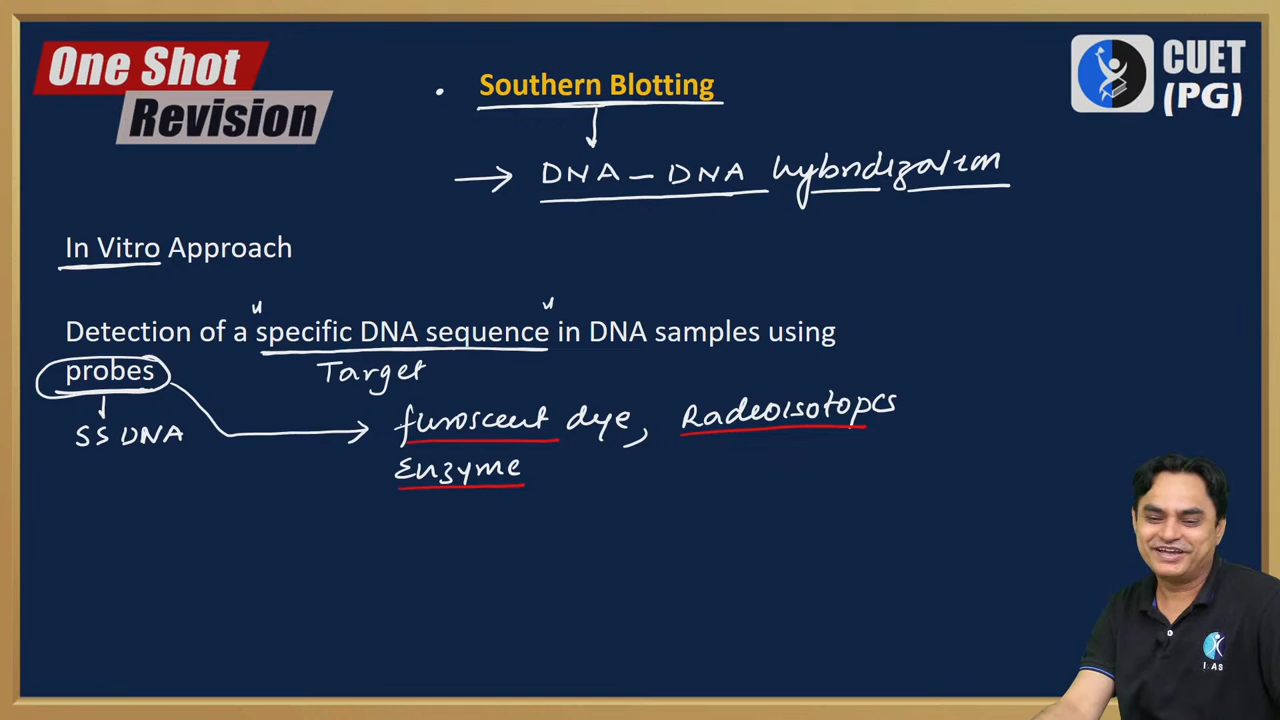 One Shot
Revision
CUET
(PG)
. Southern Blotting
→ DNA – DNA hybridization
In Vitro Approach
Detection of a "specific DNA sequence" in DNA samples using
probes
Target
SS DNA
furoscent dye, Radeoisotopes
Enzyme